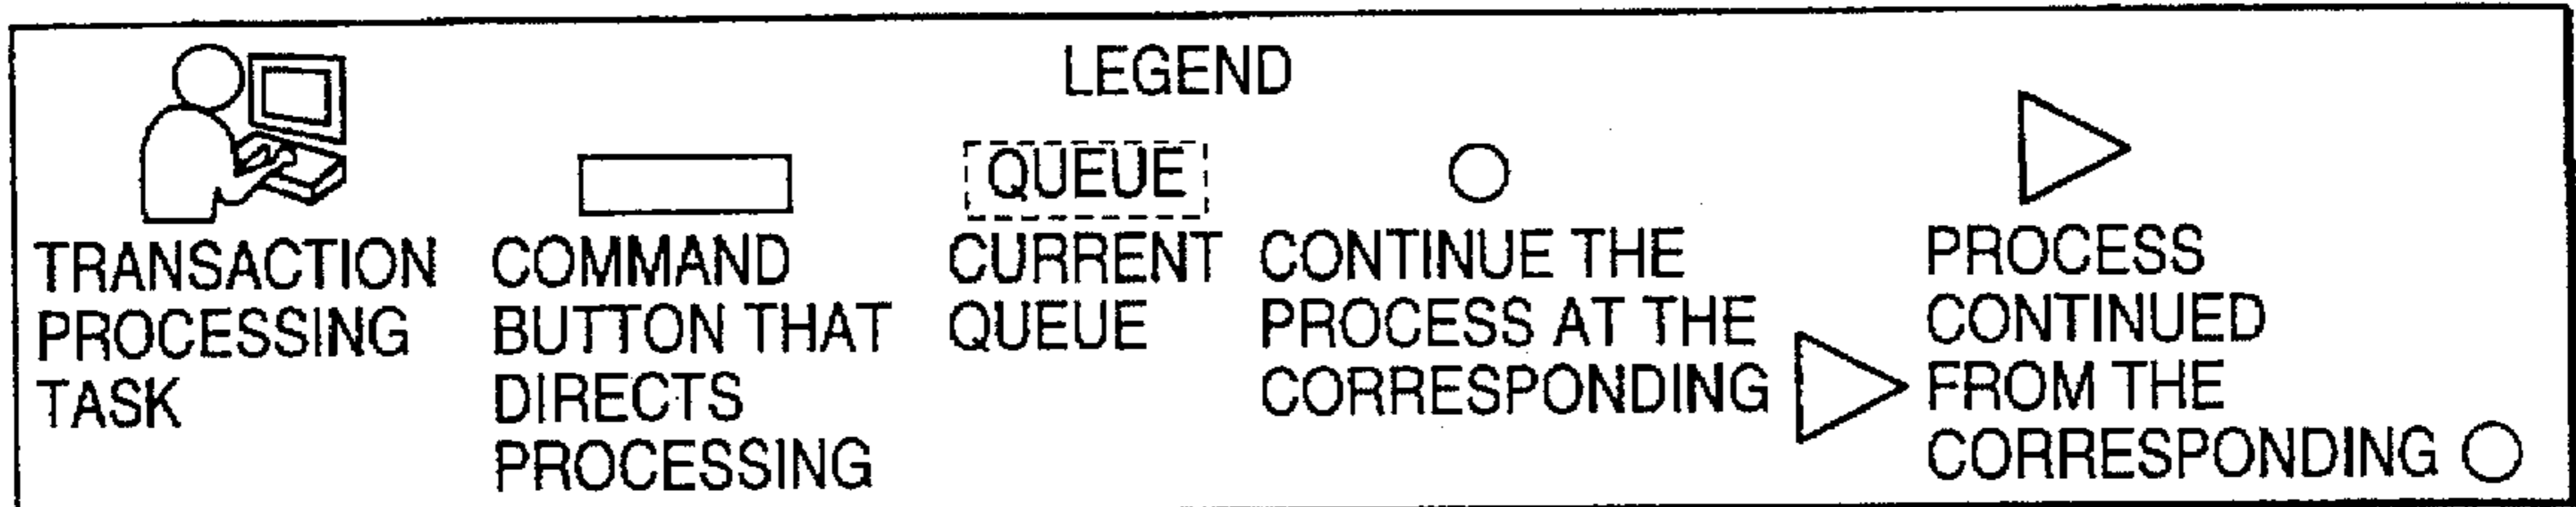 LEGEND
TRANSACTION
PROCESSING
TASK
COMMAND
BUTTON THAT
DIRECTS
PROCESSING
QUEUE
CURRENT
QUEUE
CONTINUE THE
PROCESS AT THE
CORRESPONDING
PROCESS
CONTINUED
FROM THE
CORRESPONDING